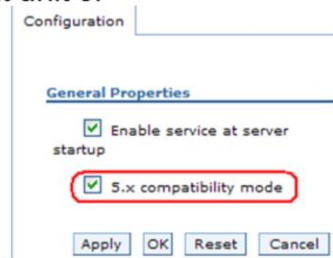 Configuration
General Properties
Enable service at server
startup
5.x compatibility mode
Apply OK Reset Cancel